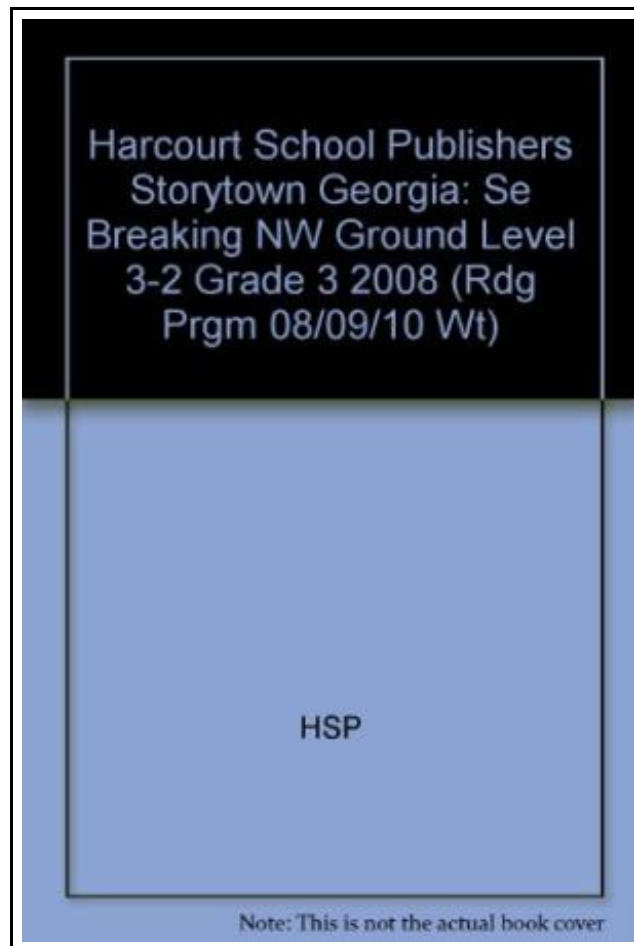 Harcourt School Publishers
Storytown Georgia: Se
Breaking NW Ground Level
3-2 Grade 3 2008 (Rdg
Prgm 08/09/10 Wt)
HSP
Note: This is not the actual book cover